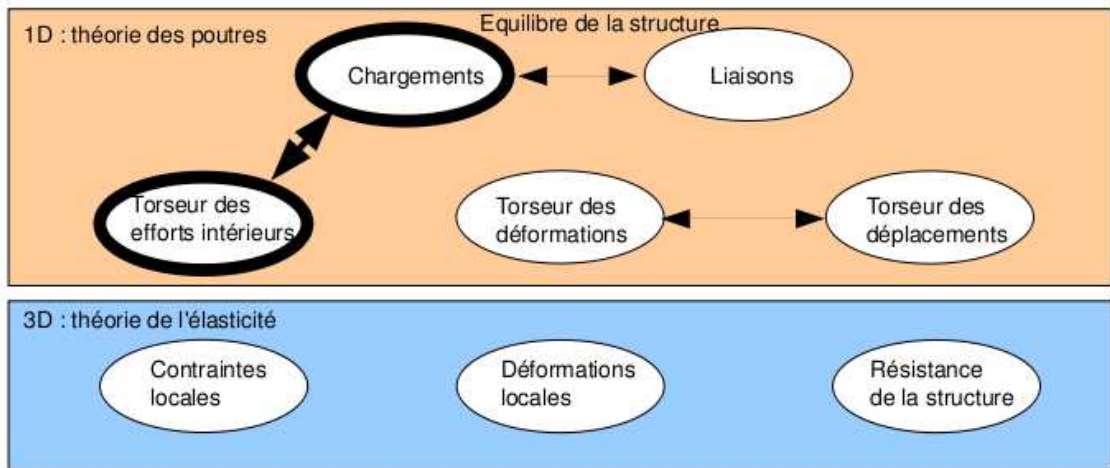 Equilibre de la structure
1D : théorie des poutres
Chargements
Liaisons
Torseur des
efforts intérieurs
Torseur des
déformations
Torseur des
déplacements
3D : théorie de l'élasticité
Contraintes
locales
Déformations
locales
Résistance
de la structure